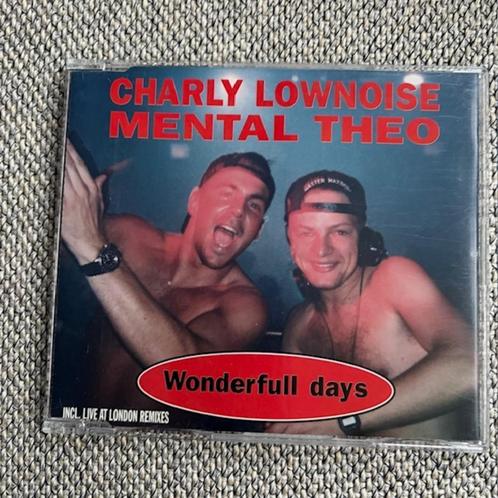 CHARLY LOWNOISE
MENTAL THEO
Wonderfull days
INCL. LIVE AT LONDON REMIXES